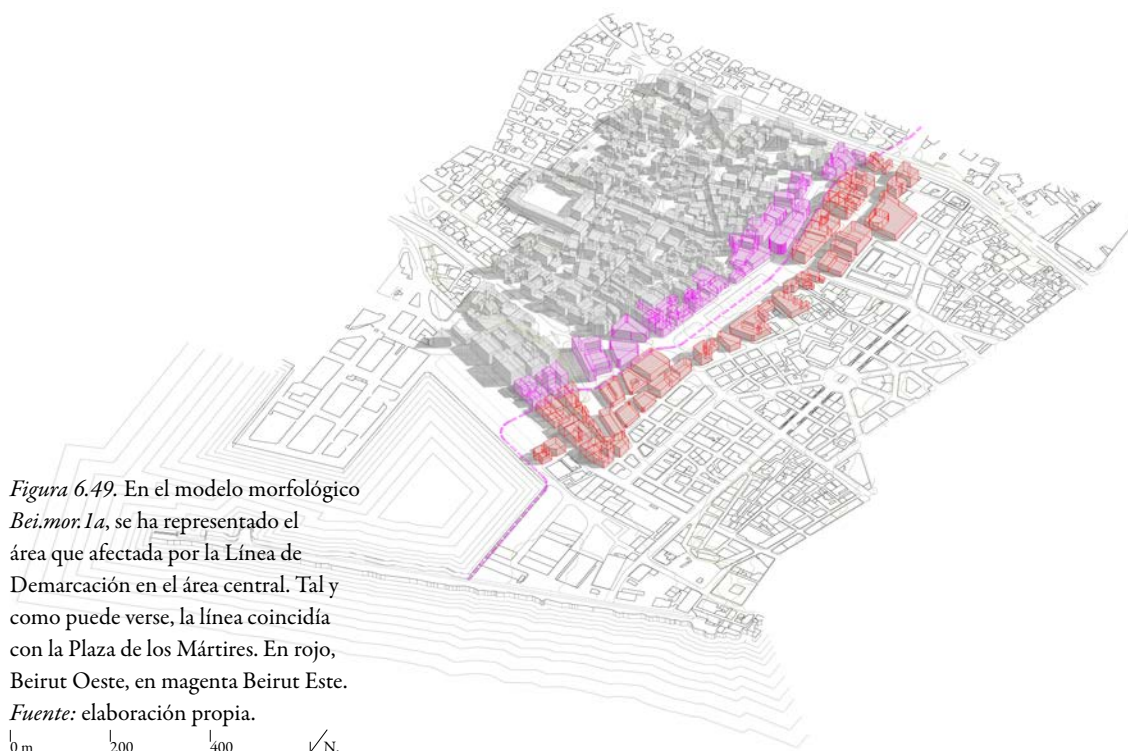 Figura 6.49. En el modelo morfológico
Bei.mor.1a, se ha representado el
área que afectada por la Línea de
Demarcación en el área central. Tal y
como puede verse, la línea coincidía
con la Plaza de los Mártires. En rojo,
Beirut Oeste, en magenta Beirut Este.
Fuente: elaboración propia.
0 m 200 400 N.